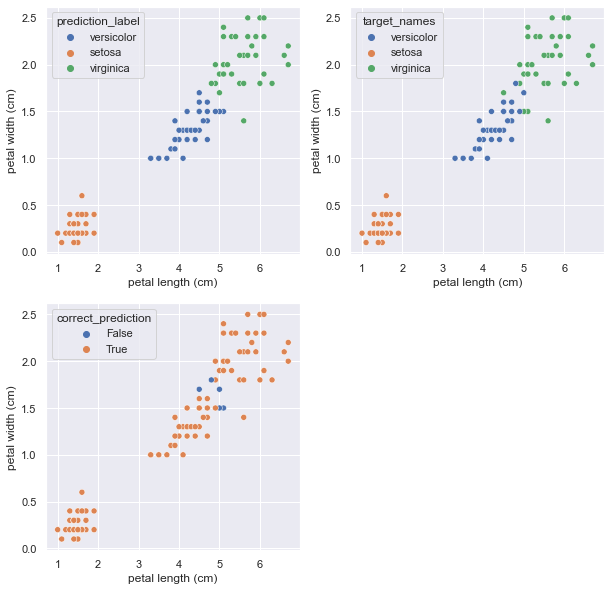 prediction_label
versicolor
setosa
virginica
2.5
2.0
1.5
1.0
0.5
0.0
petal width (cm)
1 2 3 4 5 6
petal length (cm)
target_names
versicolor
setosa
virginica
2.5
2.0
1.5
1.0
0.5
0.0
petal width (cm)
1 2 3 4 5 6
petal length (cm)
correct_prediction
False
True
2.5
2.0
1.5
1.0
0.5
0.0
petal width (cm)
1 2 3 4 5 6
petal length (cm)